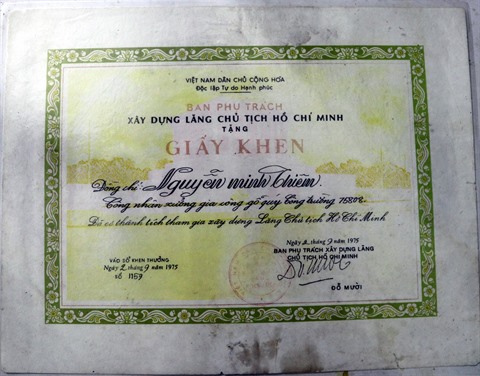 VIỆT NAM DÂN CHỦ CỘNG HÒA
Độc lập Tự do Hạnh phúc
BAN PHỤ TRÁCH
XÂY DỰNG LĂNG CHỦ TỊCH HỒ CHÍ MINH
TẶNG
GIẤY KHEN
Đồng chí: Nguyễn minh Thiêm.
Công nhân xưởng gia công gỗ quý Công trường 75808.
Đã có thành tích tham gia xây dựng Lăng Chủ tịch Hồ Chí Minh
Ngày 2 tháng 9 năm 1975
BAN PHỤ TRÁCH XÂY DỰNG LĂNG
CHỦ TỊCH HỒ CHÍ MINH
ĐỖ MƯỜI
VÀO SỔ KHEN THƯỞNG
Ngày 2 tháng 9 năm 1975
số 1157